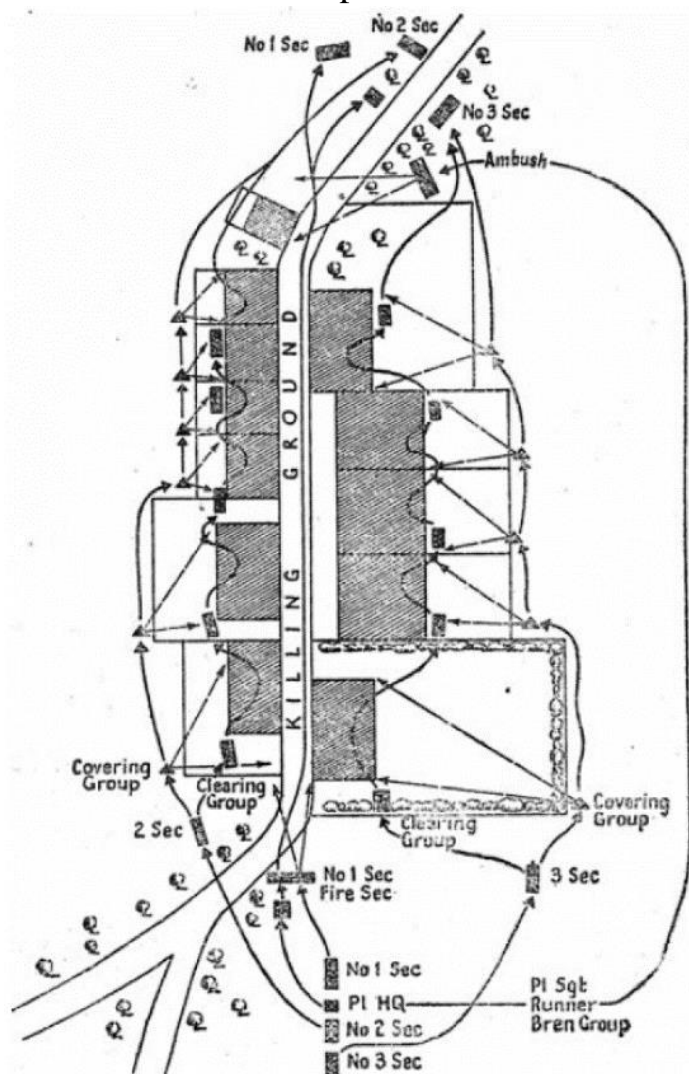 No 1 Sec
No 2 Sec
No 3 Sec
Ambush
KILLING GROUND
Covering
Group
Clearing
Group
2 Sec
Clearing
Group
Covering
Group
No 1 Sec
Fire Sec
3 Sec
No 1 Sec
Pl HQ
No 2 Sec
No 3 Sec
Pl Sgt
Runner
Bren Group